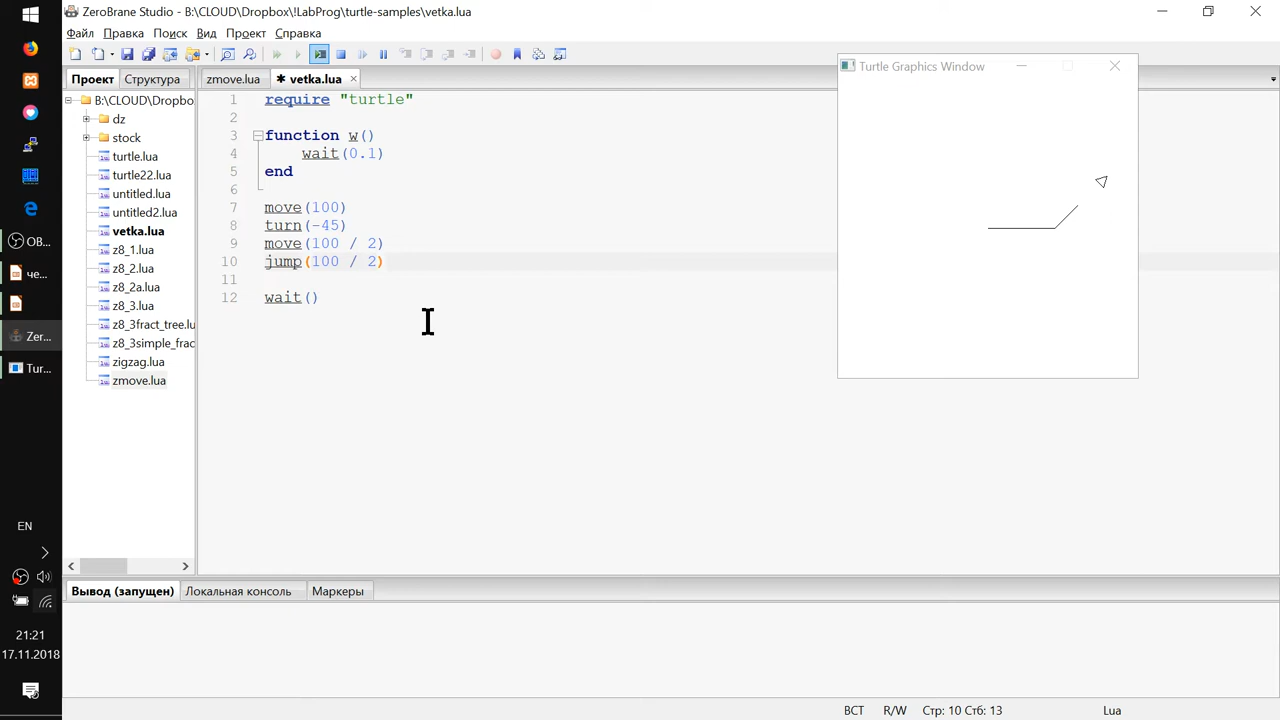 ZeroBrane Studio - B:\CLOUD\Dropbox\!LabProg\turtle-samples\vetka.lua
Файл Правка Поиск Вид Проект Справка
Проект Структура
zmove.lua ✱ vetka.lua
B:\CLOUD\Dropbo
dz
stock
turtle.lua
turtle22.lua
untitled.lua
untitled2.lua
vetka.lua
z8_1.lua
z8_2.lua
z8_2a.lua
z8_3.lua
z8_3fract_tree.lu
z8_3simple_frac
zigzag.lua
zmove.lua
1 require "turtle"
2
3 function w()
4 wait(0.1)
5 end
6
7 move(100)
8 turn(-45)
9 move(100 / 2)
10 jump(100 / 2)
11
12 wait()
Turtle Graphics Window
OB...
че...
Zer...
Tur...
EN
21:21
17.11.2018
Вывод (запущен) Локальная консоль Маркеры
ВСТ R/W Стр: 10 Стб: 13 Lua